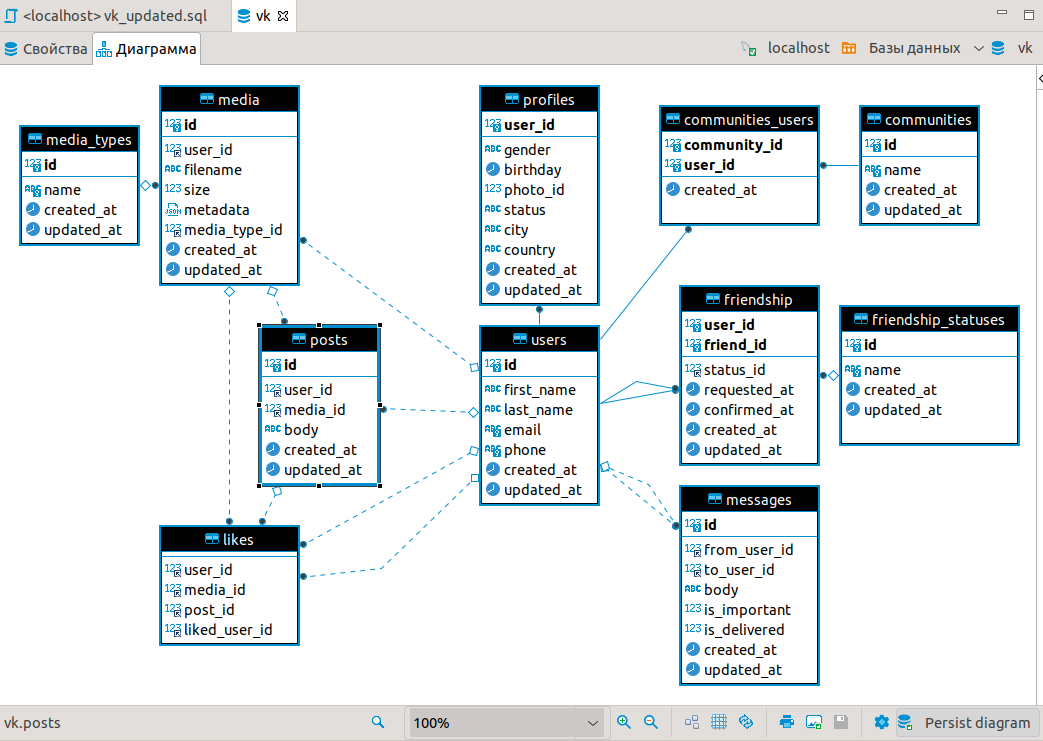 <localhost> vk_updated.sql
vk
Свойства
Диаграмма
localhost
Базы данных
vk
media_types
id
name
created_at
updated_at
media
id
user_id
filename
size
metadata
media_type_id
created_at
updated_at
profiles
user_id
gender
birthday
photo_id
status
city
country
created_at
updated_at
communities_users
community_id
user_id
created_at
communities
id
name
created_at
updated_at
posts
id
user_id
media_id
body
created_at
updated_at
users
id
first_name
last_name
email
phone
created_at
updated_at
friendship
user_id
friend_id
status_id
requested_at
confirmed_at
created_at
updated_at
friendship_statuses
id
name
created_at
updated_at
likes
user_id
media_id
post_id
liked_user_id
messages
id
from_user_id
to_user_id
body
is_important
is_delivered
created_at
updated_at
vk.posts
100%
Persist diagram